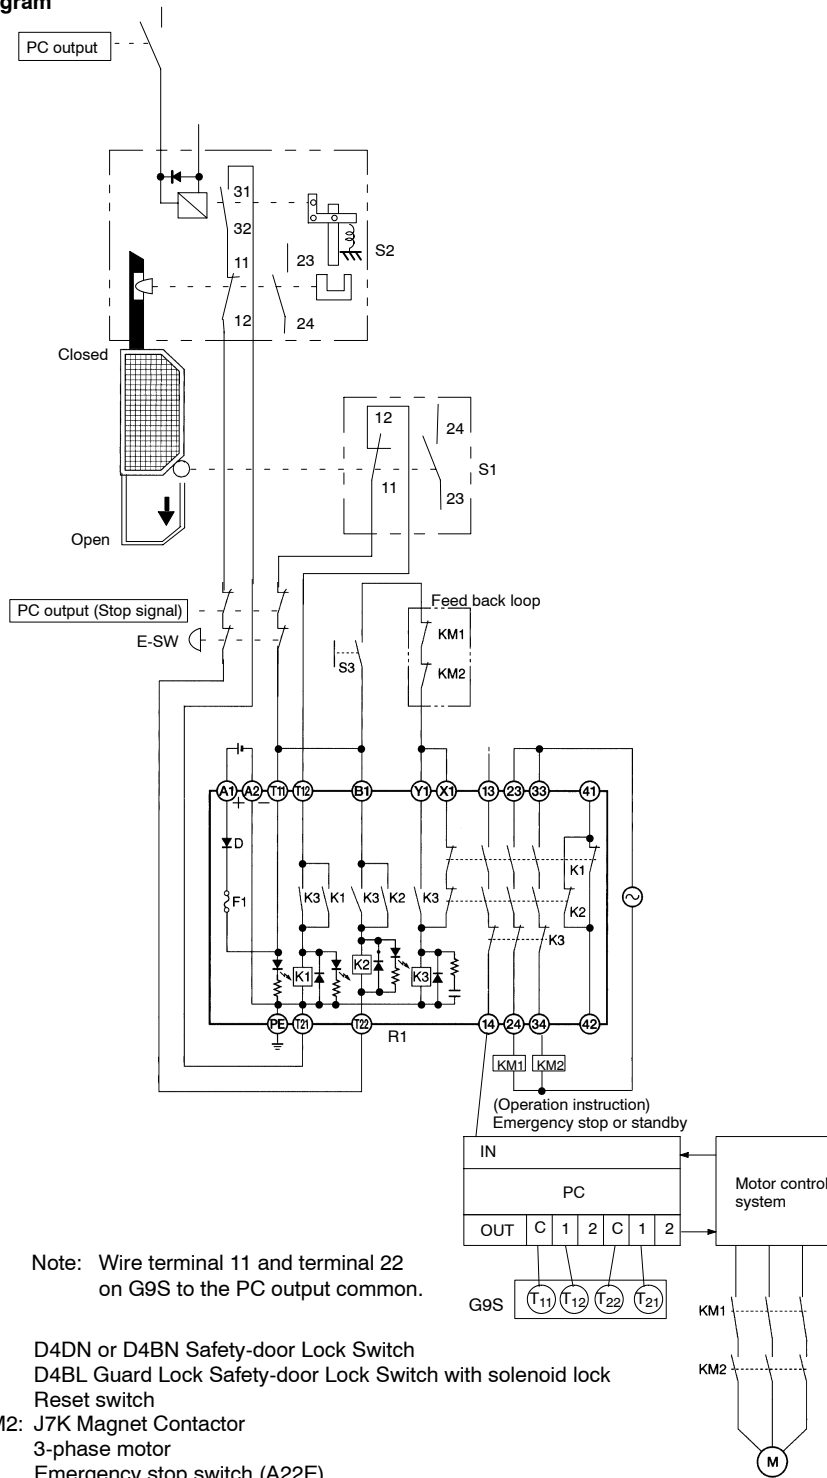 gram
PC output
31
32
11
23
S2
12
24
Closed
12
24
S1
11
23
Open
PC output (Stop signal)
Feed back loop
E-SW
KM1
S3
KM2
A1 A2 T11 T12 B1 Y1 X1 13 23 33 41
+ −
D
K1
F1
K3 K1 K3 K2 K3
K2
K3
K1 K2 K3
PE T21 T22 14 24 34 42
R1
KM1 KM2
(Operation instruction)
Emergency stop or standby
IN
PC
Motor control
system
OUT C 1 2 C 1 2
Note: Wire terminal 11 and terminal 22
on G9S to the PC output common.
G9S T11 T12 T22 T21
KM1
KM2
D4DN or D4BN Safety-door Lock Switch
D4BL Guard Lock Safety-door Lock Switch with solenoid lock
Reset switch
M2: J7K Magnet Contactor
3-phase motor
Emergency stop switch (A22E)
M